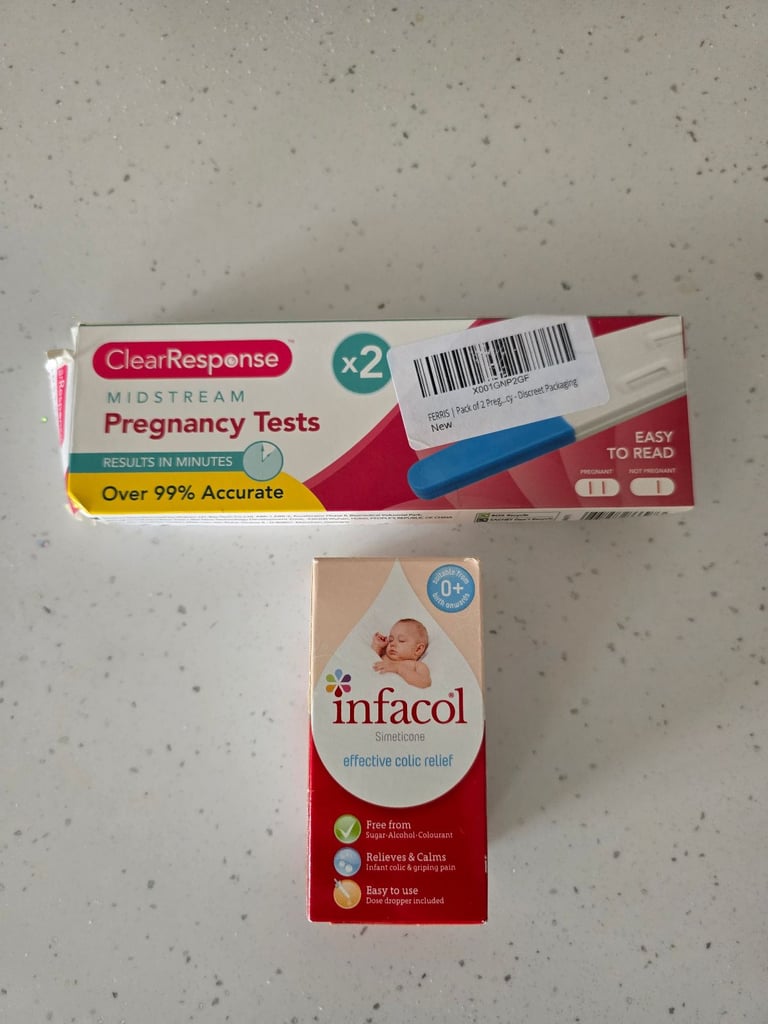 ClearResponse
x2
MIDSTREAM
Pregnancy Tests
RESULTS IN MINUTES
Over 99% Accurate
X001GNP2GF
FERRIS | Pack of 2 Preg...cy - Discreet Packaging
New
EASY
TO READ
PREGNANT
NOT PREGNANT
suitable from
0+
birth onwards
infacol
Simeticone
effective colic relief
Free from
Sugar-Alcohol-Colourant
Relieves & Calms
Infant colic & griping pain
Easy to use
Dose dropper included